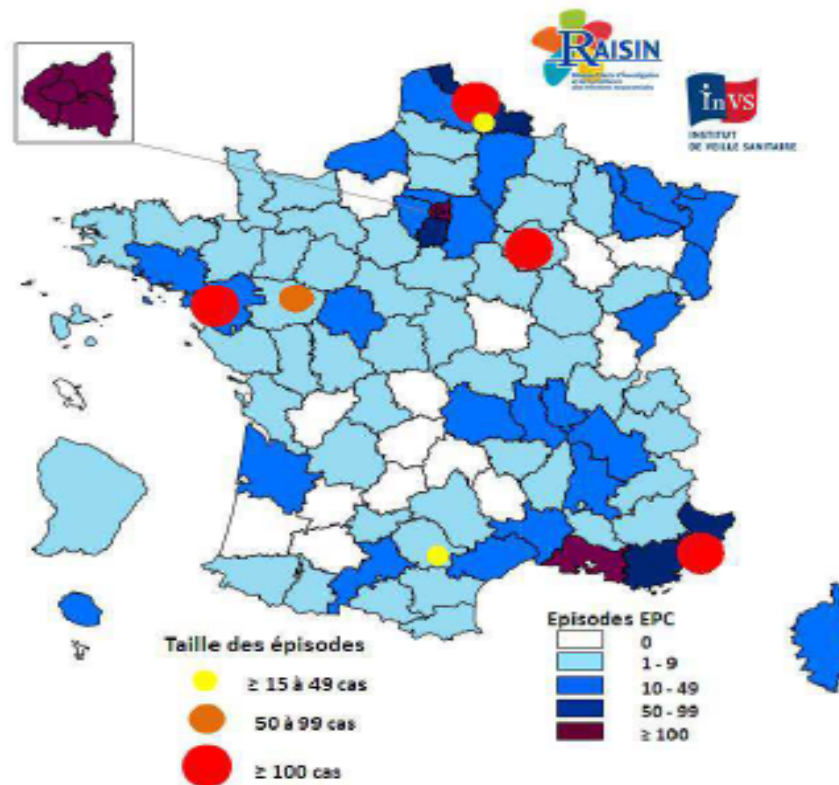 RAISIN
InVS
INSTITUT
DE VEILLE SANITAIRE
Taille des épisodes
≥ 15 à 49 cas
50 à 99 cas
≥ 100 cas
Episodes EPC
0
1 - 9
10 - 49
50 - 99
≥ 100